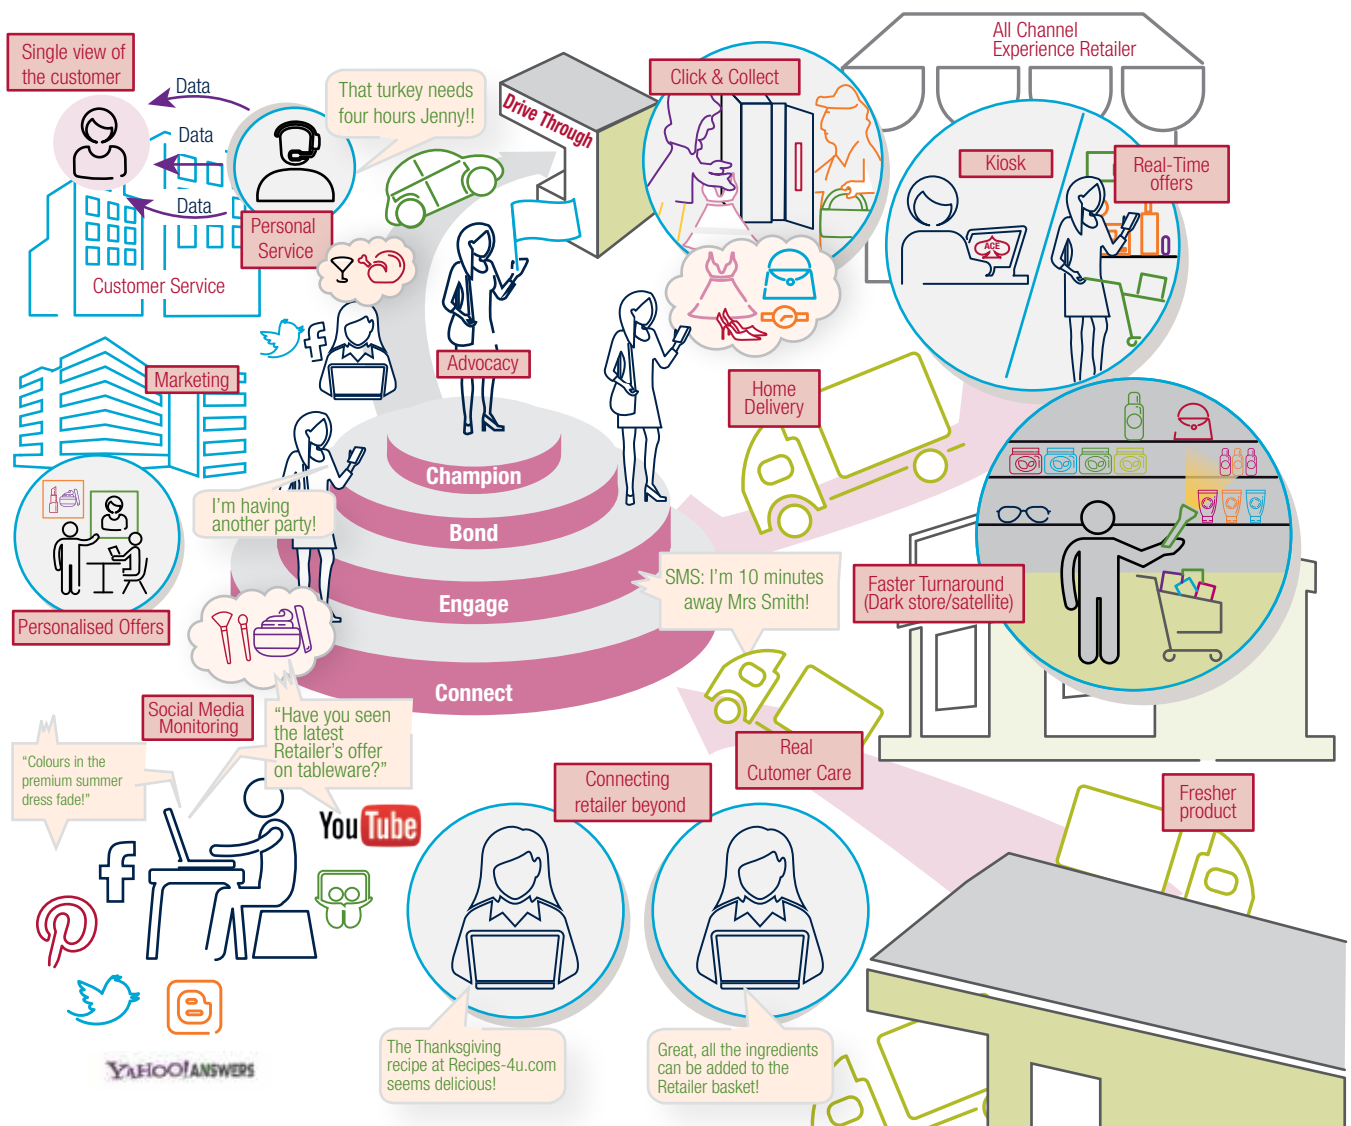 Single view of
the customer
Data
Data
Data
Personal
Service
Customer Service
That turkey needs
four hours Jenny!!
Drive Through
Click & Collect
All Channel
Experience Retailer
Kiosk
ACE
Real-Time
offers
Advocacy
Marketing
Personalised Offers
I'm having
another party!
Champion
Bond
Engage
Connect
Home
Delivery
SMS: I'm 10 minutes
away Mrs Smith!
Faster Turnaround
(Dark store/satellite)
Social Media
Monitoring
"Have you seen
the latest
Retailer's offer
on tableware?"
"Colours in the
premium summer
dress fade!"
You Tube
Real
Cutomer Care
Connecting
retailer beyond
Fresher
product
The Thanksgiving
recipe at Recipes-4u.com
seems delicious!
Great, all the ingredients
can be added to the
Retailer basket!
YAHOO! ANSWERS